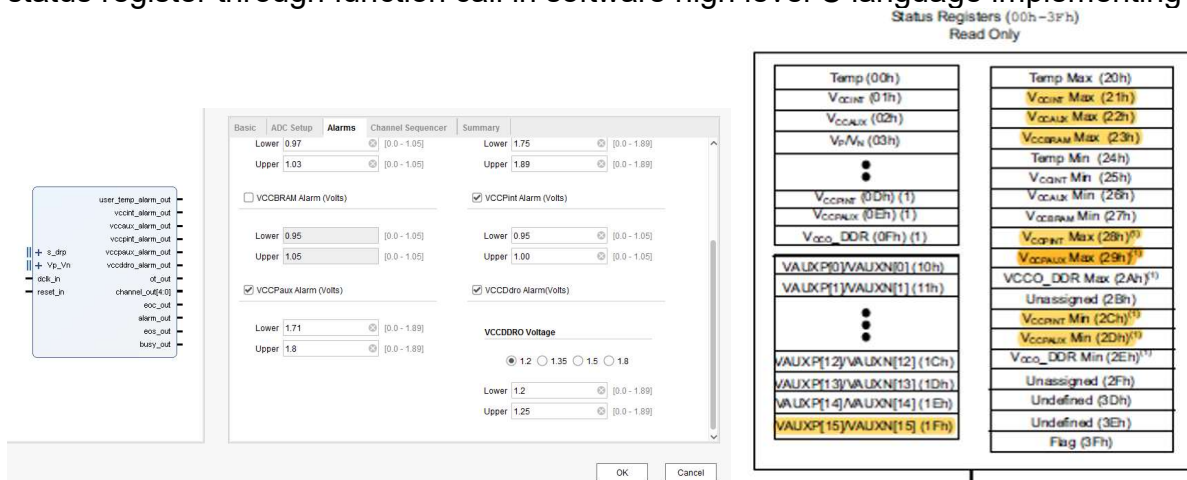 status register through function call in software high level C language implementing
Status Registers (00h-3Fh)
Read Only
user_temp_alarm_out
vccint_alarm_out
vccaux_alarm_out
vccpint_alarm_out
s_drp
vccpaux_alarm_out
Vp_Vn
vccddro_alarm_out
dclk_in
ot_out
reset_in
channel_out[4:0]
eoc_out
alarm_out
eos_out
busy_out
Basic ADC Setup Alarms Channel Sequencer Summary
Lower 0.97 [0.0 - 1.05] Lower 1.75 [0.0 - 1.89]
Upper 1.03 [0.0 - 1.05] Upper 1.89 [0.0 - 1.89]
VCCBRAM Alarm (Volts) VCCPint Alarm (Volts)
Lower 0.95 [0.0 - 1.05] Lower 0.95 [0.0 - 1.05]
Upper 1.05 [0.0 - 1.05] Upper 1.00 [0.0 - 1.05]
VCCPaux Alarm (Volts) VCCDdro Alarm(Volts)
Lower 1.71 [0.0 - 1.89]
Upper 1.8 [0.0 - 1.89]
VCCDDRO Voltage
1.2 1.35 1.5 1.8
Lower 1.2 [0.0 - 1.89]
Upper 1.25 [0.0 - 1.89]
OK Cancel
Temp (00h)
VCCINT (01h)
VCCAUX (02h)
VP/VN (03h)
VCCPINT (0Dh) (1)
VCCPAUX (0Eh) (1)
VCCO_DDR (0Fh) (1)
VAUXP[0]/VAUXN[0] (10h)
VAUXP[1]/VAUXN[1] (11h)
VAUXP[12]/VAUXN[12] (1Ch)
VAUXP[13]/VAUXN[13] (1Dh)
VAUXP[14]/VAUXN[14] (1Eh)
VAUXP[15]/VAUXN[15] (1Fh)
Temp Max (20h)
VCCINT Max (21h)
VCCAUX Max (22h)
VCCBRAM Max (23h)
Temp Min (24h)
VCCINT Min (25h)
VCCAUX Min (26h)
VCCBRAM Min (27h)
VCCPINT Max (28h)(1)
VCCPAUX Max (29h)(1)
VCCO_DDR Max (2Ah)(1)
Unassigned (2Bh)
VCCPINT Min (2Ch)(1)
VCCPAUX Min (2Dh)(1)
VCCO_DDR Min (2Eh)(1)
Unassigned (2Fh)
Undefined (3Dh)
Undefined (3Eh)
Flag (3Fh)